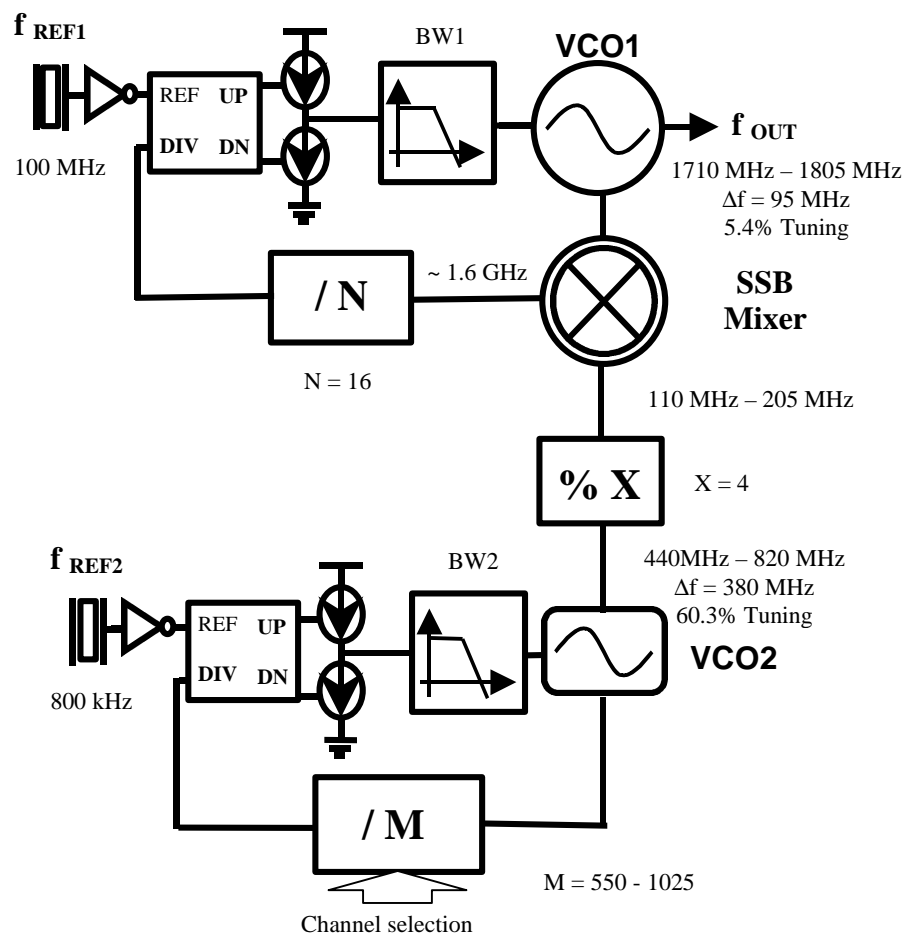 f REF1
BW1
VCO1
REF UP
DIV DN
100 MHz
f OUT
1710 MHz – 1805 MHz
Δf = 95 MHz
5.4% Tuning
/ N
~ 1.6 GHz
SSB
Mixer
N = 16
110 MHz – 205 MHz
% X
X = 4
f REF2
BW2
440MHz – 820 MHz
Δf = 380 MHz
60.3% Tuning
REF UP
DIV DN
VCO2
800 kHz
/ M
M = 550 - 1025
Channel selection